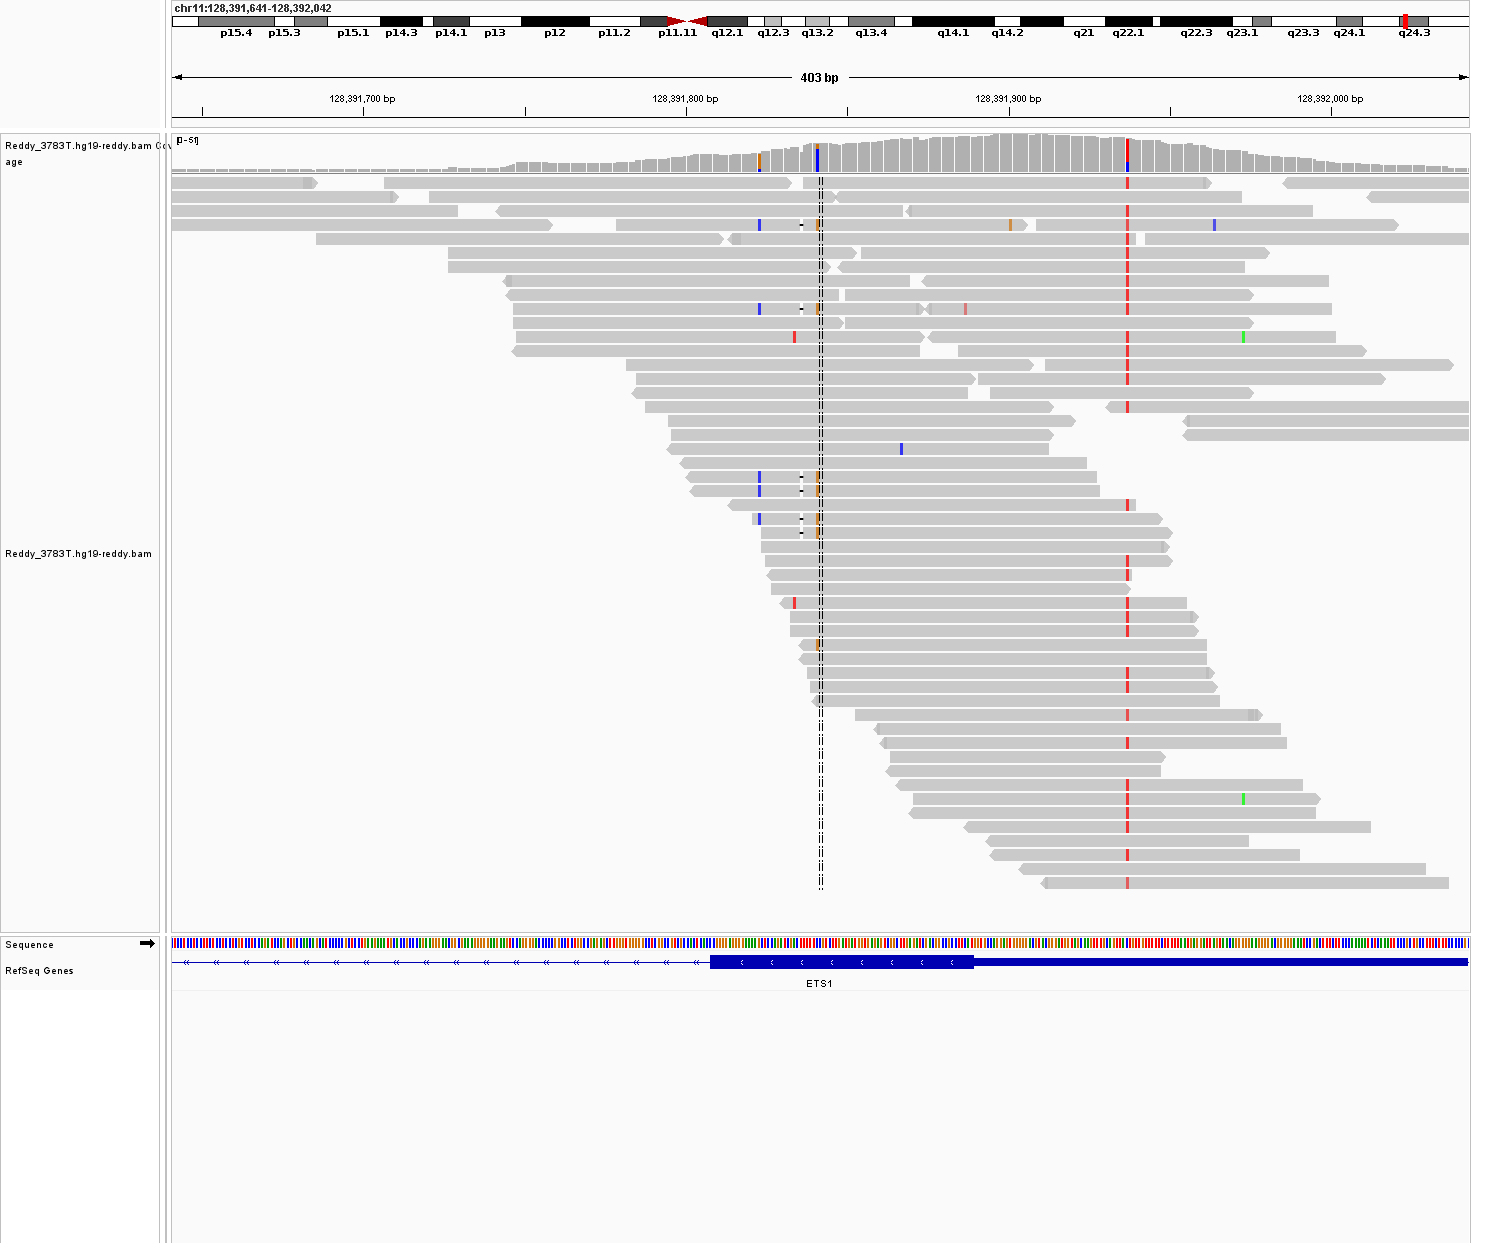 chr11:128,391,641-128,392,042
p15.4 p15.3 p15.1 p14.3 p14.1 p13 p12 p11.2 p11.11 q12.1 q12.3 q13.2 q13.4 q14.1 q14.2 q21 q22.1 q22.3 q23.1 q23.3 q24.1 q24.3
403 bp
128,391,700 bp 128,391,800 bp 128,391,900 bp 128,392,000 bp
[0-51]
Reddy_3783T.hg19-reddy.bam Cov
age
Reddy_3783T.hg19-reddy.bam
Sequence
RefSeq Genes
ETS1